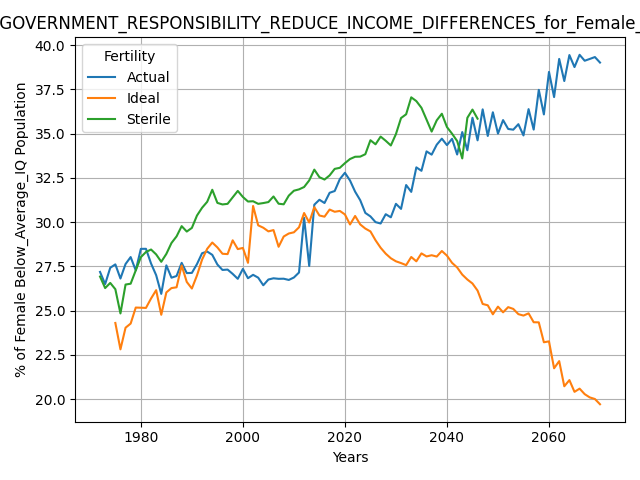 GOVERNMENT_RESPONSIBILITY_REDUCE_INCOME_DIFFERENCES_for_Female_
% of Female Below_Average_IQ Population
40.0
37.5
35.0
32.5
30.0
27.5
25.0
22.5
20.0
Fertility
Actual
Ideal
Sterile
1980 2000 2020 2040 2060
Years